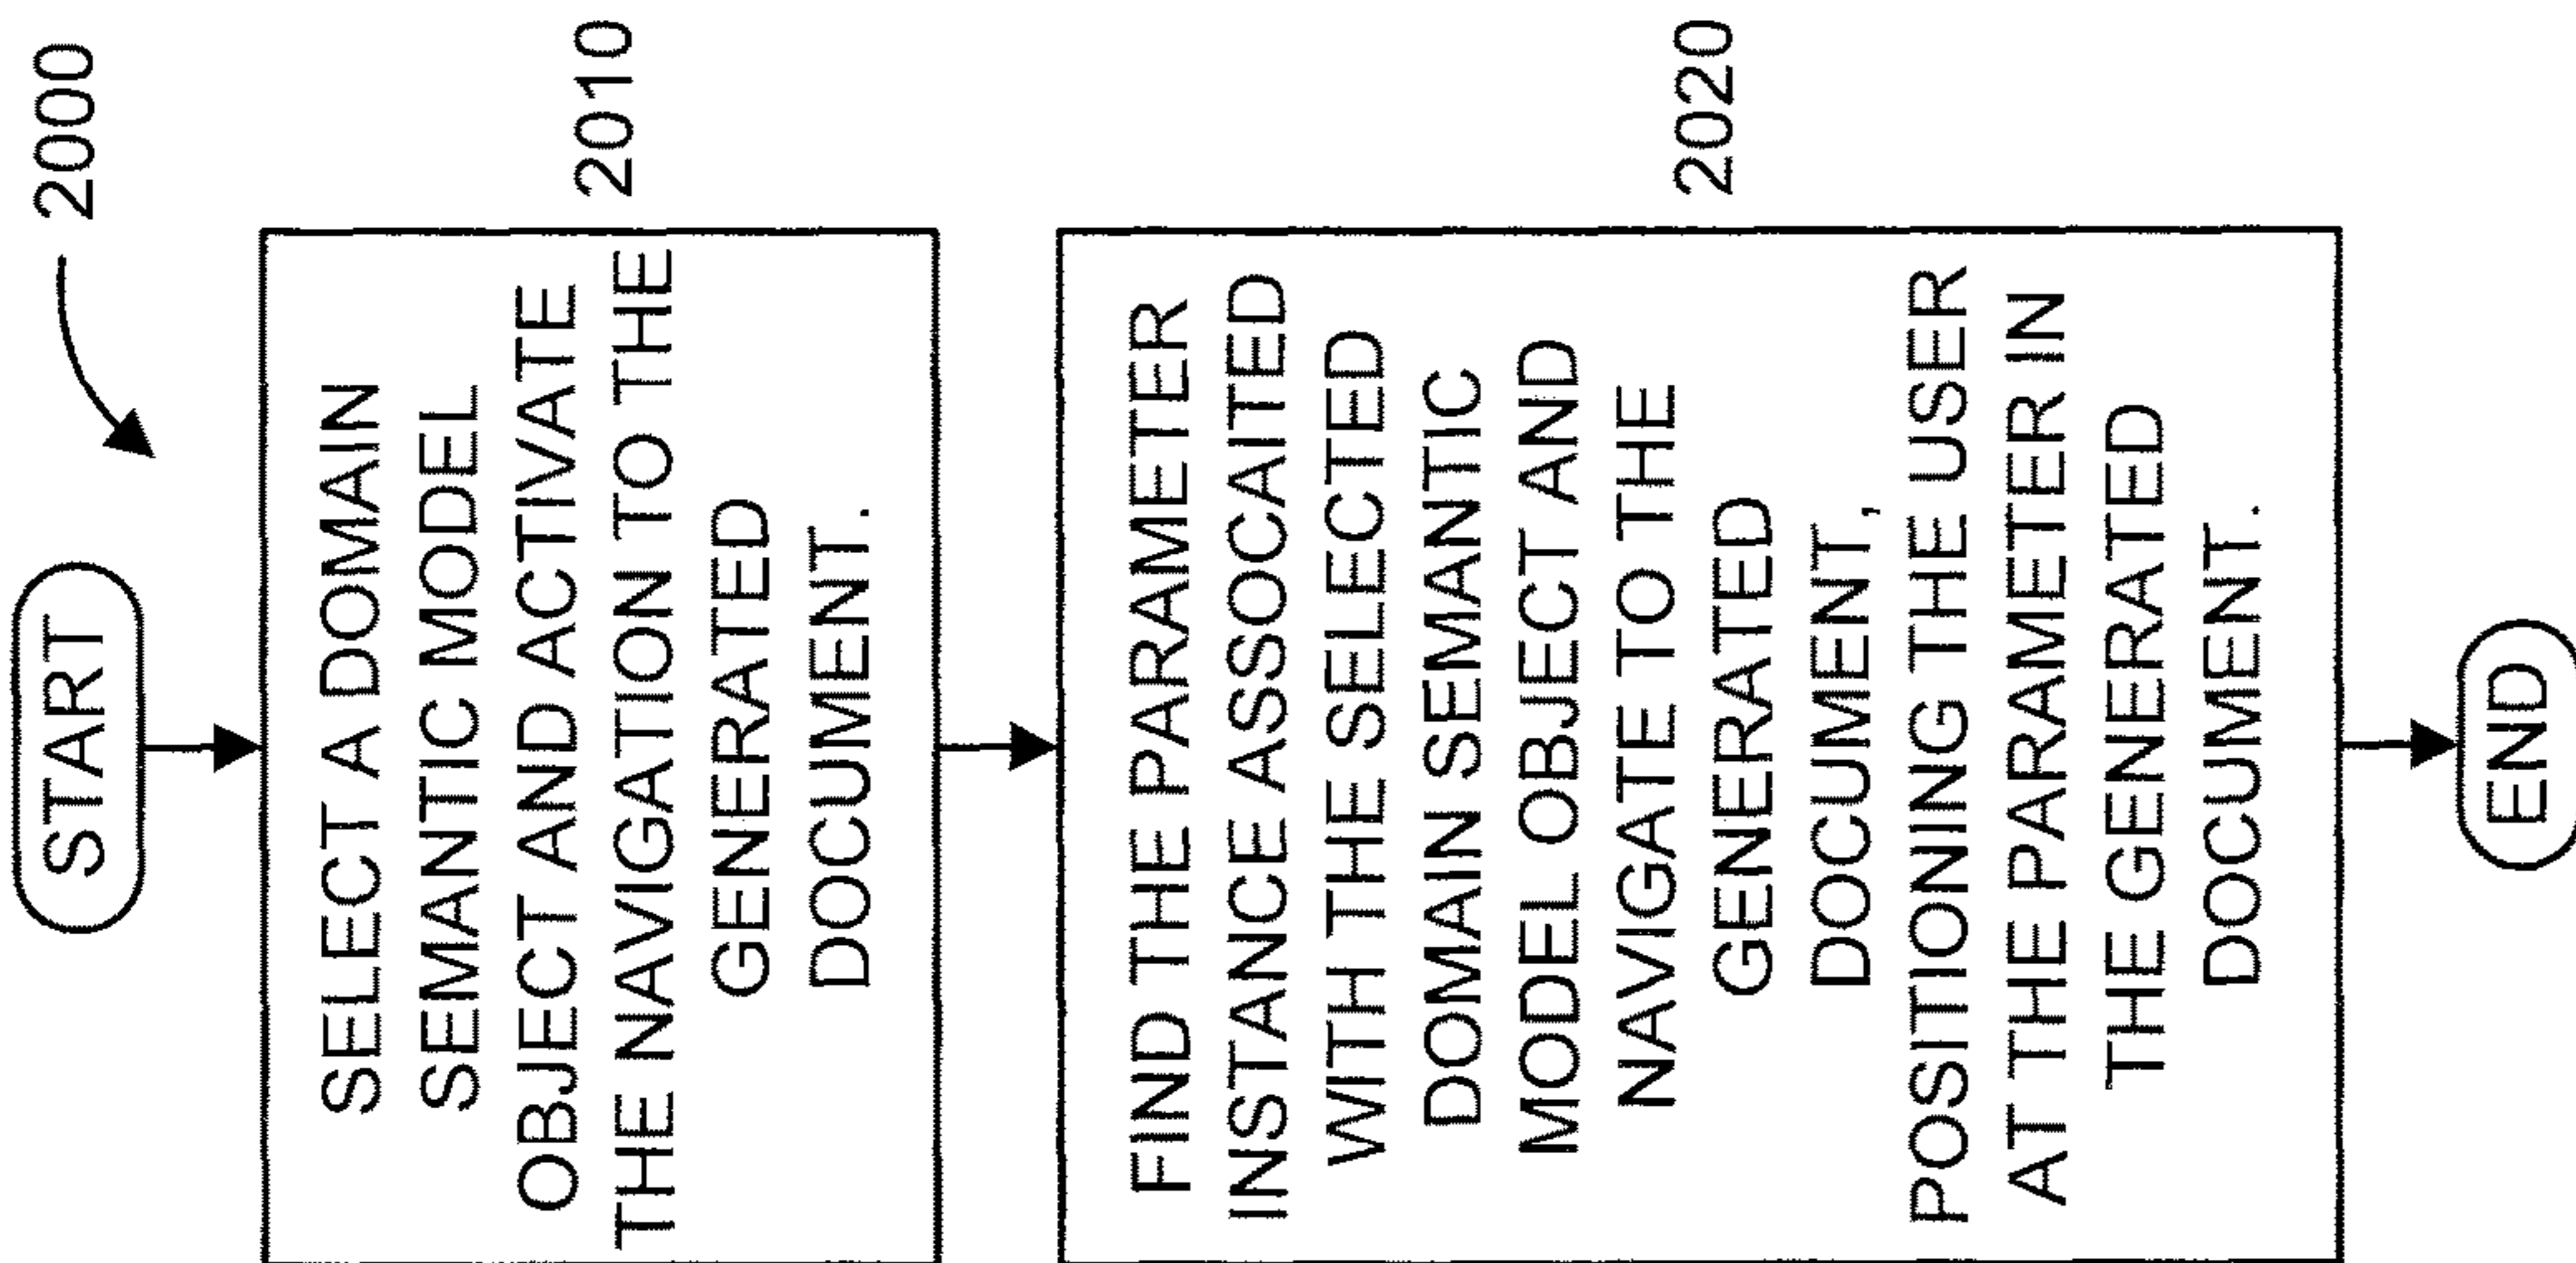 2000
START
SELECT A DOMAIN
SEMANTIC MODEL
OBJECT AND ACTIVATE
THE NAVIGATION TO THE
GENERATED
DOCUMENT.
2010
FIND THE PARAMETER
INSTANCE ASSOCAITED
WITH THE SELECTED
DOMAIN SEMANTIC
MODEL OBJECT AND
NAVIGATE TO THE
GENERATED
DOCUMENT,
POSITIONING THE USER
AT THE PARAMETER IN
THE GENERATED
DOCUMENT.
2020
END